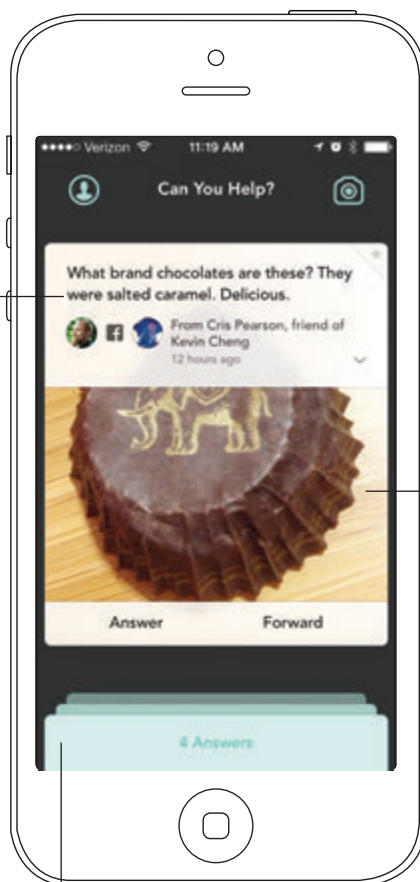 Verizon 11:19 AM
Can You Help?
What brand chocolates are these? They
were salted caramel. Delicious.
From Cris Pearson, friend of
Kevin Cheng
12 hours ago
Answer Forward
4 Answers